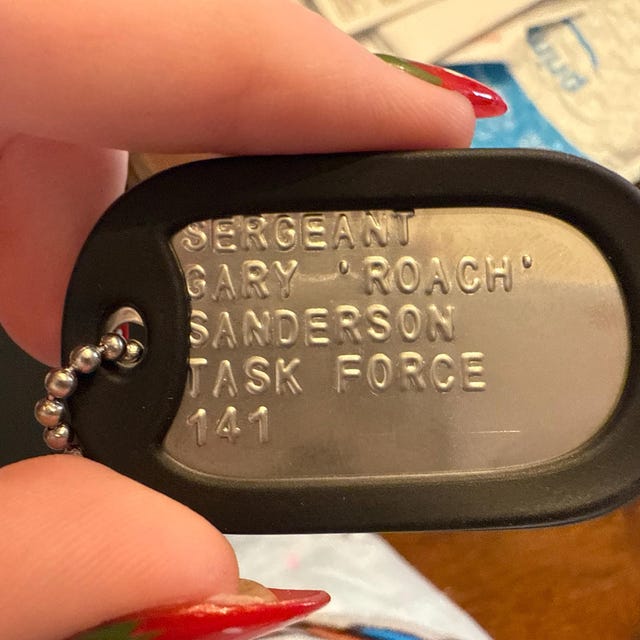 SERGEANT
GARY 'ROACH'
SANDERSON
TASK FORCE
141